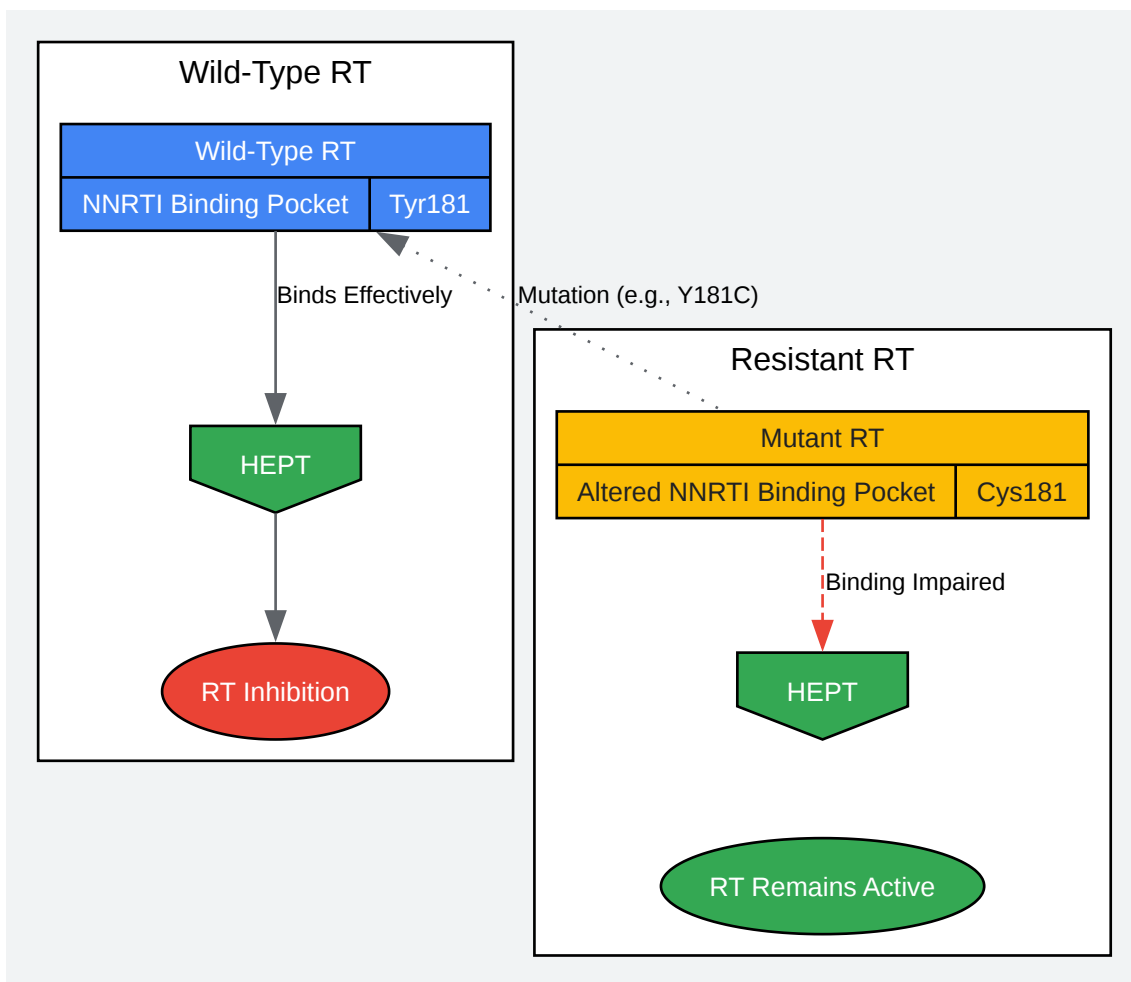 Wild-Type RT
Wild-Type RT
NNRTI Binding Pocket
Tyr181
Binds Effectively
Mutation (e.g., Y181C)
HEPT
RT Inhibition
Resistant RT
Mutant RT
Altered NNRTI Binding Pocket
Cys181
Binding Impaired
HEPT
RT Remains Active